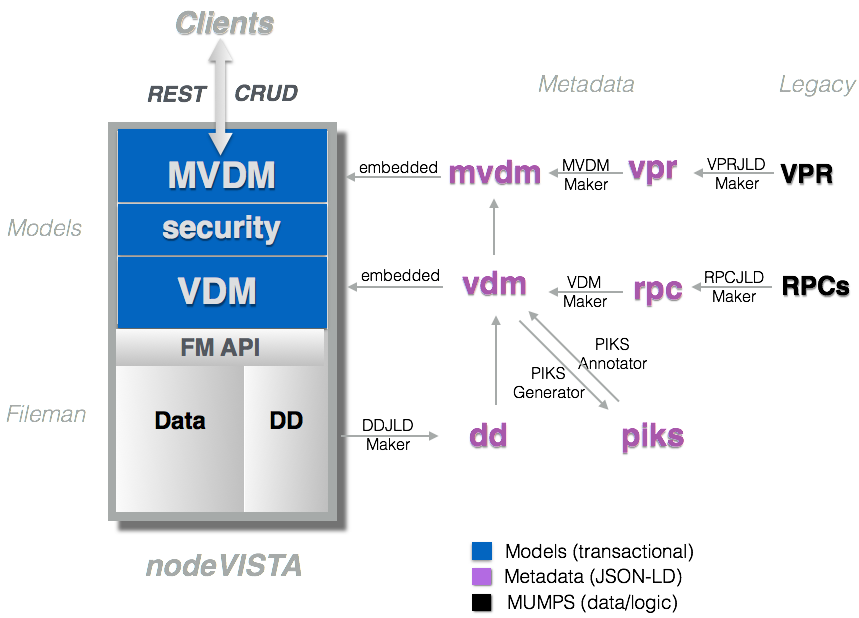 Clients
REST CRUD
Metadata
Legacy
MVDM
embedded
mvdm
MVDM
Maker
vpr
VPRJLD
Maker
VPR
Models
security
VDM
embedded
vdm
VDM
Maker
rpc
RPCJLD
Maker
RPCs
FM API
PIKS
Annotator
PIKS
Generator
Fileman
Data
DD
DDJLD
Maker
dd
piks
nodeVISTA
Models (transactional)
Metadata (JSON-LD)
MUMPS (data/logic)